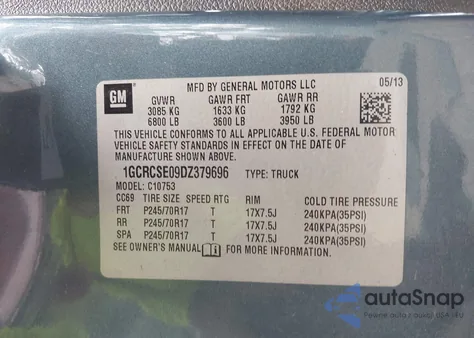 MFD BY GENERAL MOTORS LLC 05/13
GM GVWR GAWR FRT GAWR RR
3085 KG 1633 KG 1792 KG
6800 LB 3600 LB 3950 LB
THIS VEHICLE CONFORMS TO ALL APPLICABLE U.S. FEDERAL MOTOR
VEHICLE SAFETY STANDARDS IN EFFECT ON THE DATE OF
MANUFACTURE SHOWN ABOVE.
1GCRCSE09DZ379696 TYPE: TRUCK
MODEL: C10753
CC69 TIRE SIZE SPEED RTG RIM COLD TIRE PRESSURE
FRT P245/70R17 T 17X7.5J 240KPA(35PSI)
RR P245/70R17 T 17X7.5J 240KPA(35PSI)
SPA P245/70R17 T 17X7.5J 240KPA(35PSI)
SEE OWNER'S MANUAL FOR MORE INFORMATION.
autaSnap